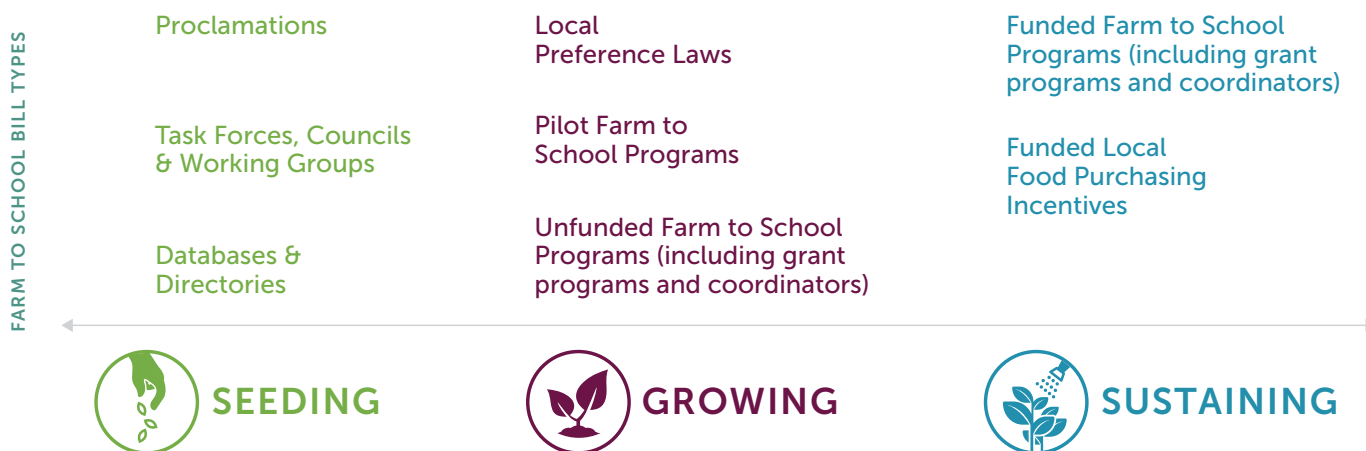 FARM TO SCHOOL BILL TYPES
Proclamations
Task Forces, Councils
& Working Groups
Databases &
Directories
Local
Preference Laws
Pilot Farm to
School Programs
Unfunded Farm to School
Programs (including grant
programs and coordinators)
Funded Farm to School
Programs (including grant
programs and coordinators)
Funded Local
Food Purchasing
Incentives
SEEDING
GROWING
SUSTAINING